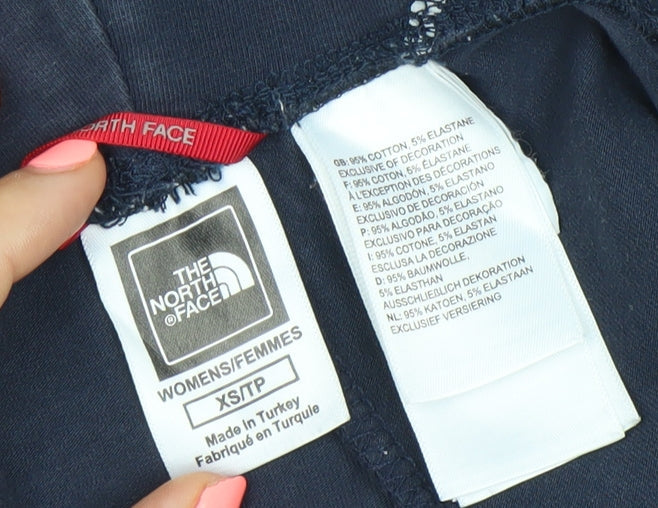 RTH FACE
THE
NORTH
FACE
®
WOMENS/FEMMES
XS/TP
Made in Turkey
Fabriqué en Turquie
GB: 95% COTTON, 5% ELASTANE
EXCLUSIVE OF DECORATION
F: 95% COTON, 5% ELASTANE
À L'EXCEPTION DES DÉCORATIONS
E: 95% ALGODÓN, 5% ELASTANO
EXCLUSIVO DE DECORACIÓN
P: 95% ALGODÃO, 5% ELASTANO
EXCLUSIVO PARA DECORAÇÃO
I: 95% COTONE, 5% ELASTAN
ESCLUSA LA DECORAZIONE
D: 95% BAUMWOLLE,
5% ELASTHAN
AUSSCHLIEßLICH DEKORATION
NL: 95% KATOEN, 5% ELASTAAN
EXCLUSIEF VERSIERING